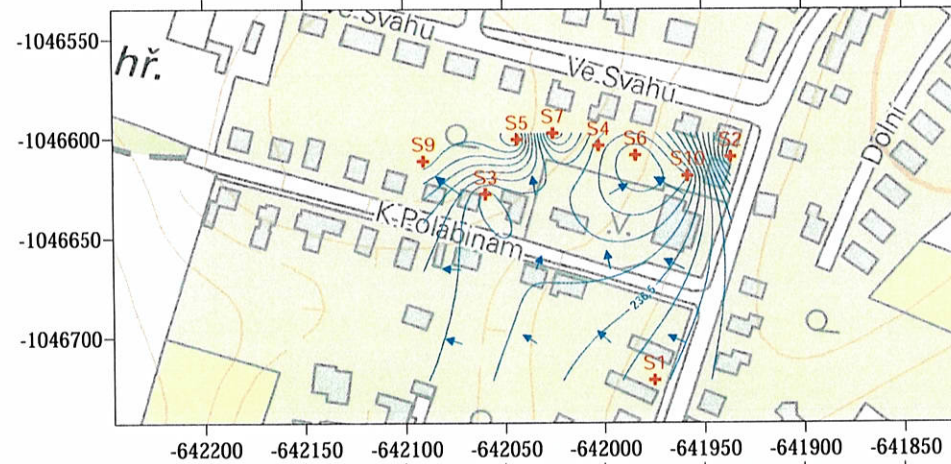 Ve.Svahu
-1046550
hř.
Ve.Svahu
S7
S5
S4
-1046600
S6
S2
S9
S10
Dolní
S3
K.Polabinam
-1046650
236.5
-1046700
S1
-642200
-642150
-642100
-642050
-642000
-641950
-641900
-641850